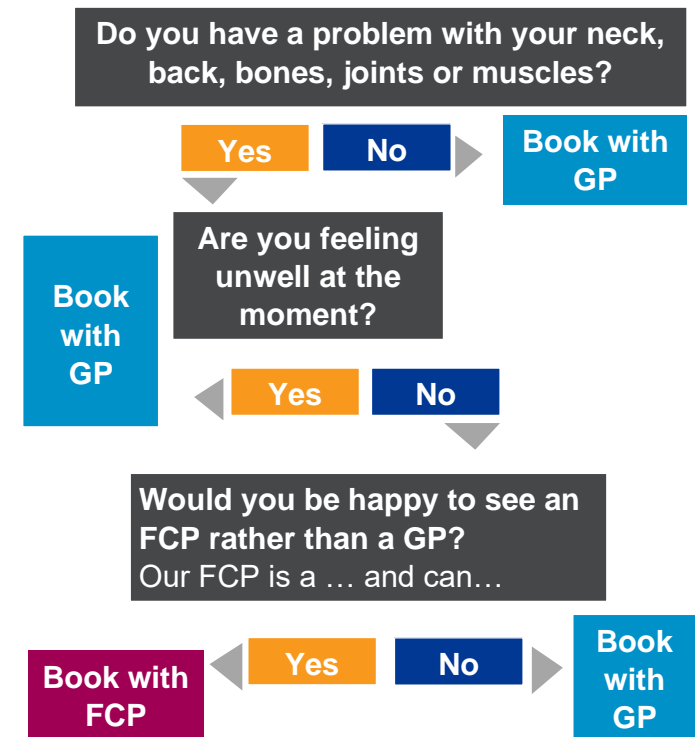 Do you have a problem with your neck,
back, bones, joints or muscles?
Yes
No
Book with
GP
Are you feeling
unwell at the
moment?
Book
with
GP
Yes
No
Would you be happy to see an
FCP rather than a GP?
Our FCP is a … and can…
Yes
No
Book with
FCP
Book
with
GP